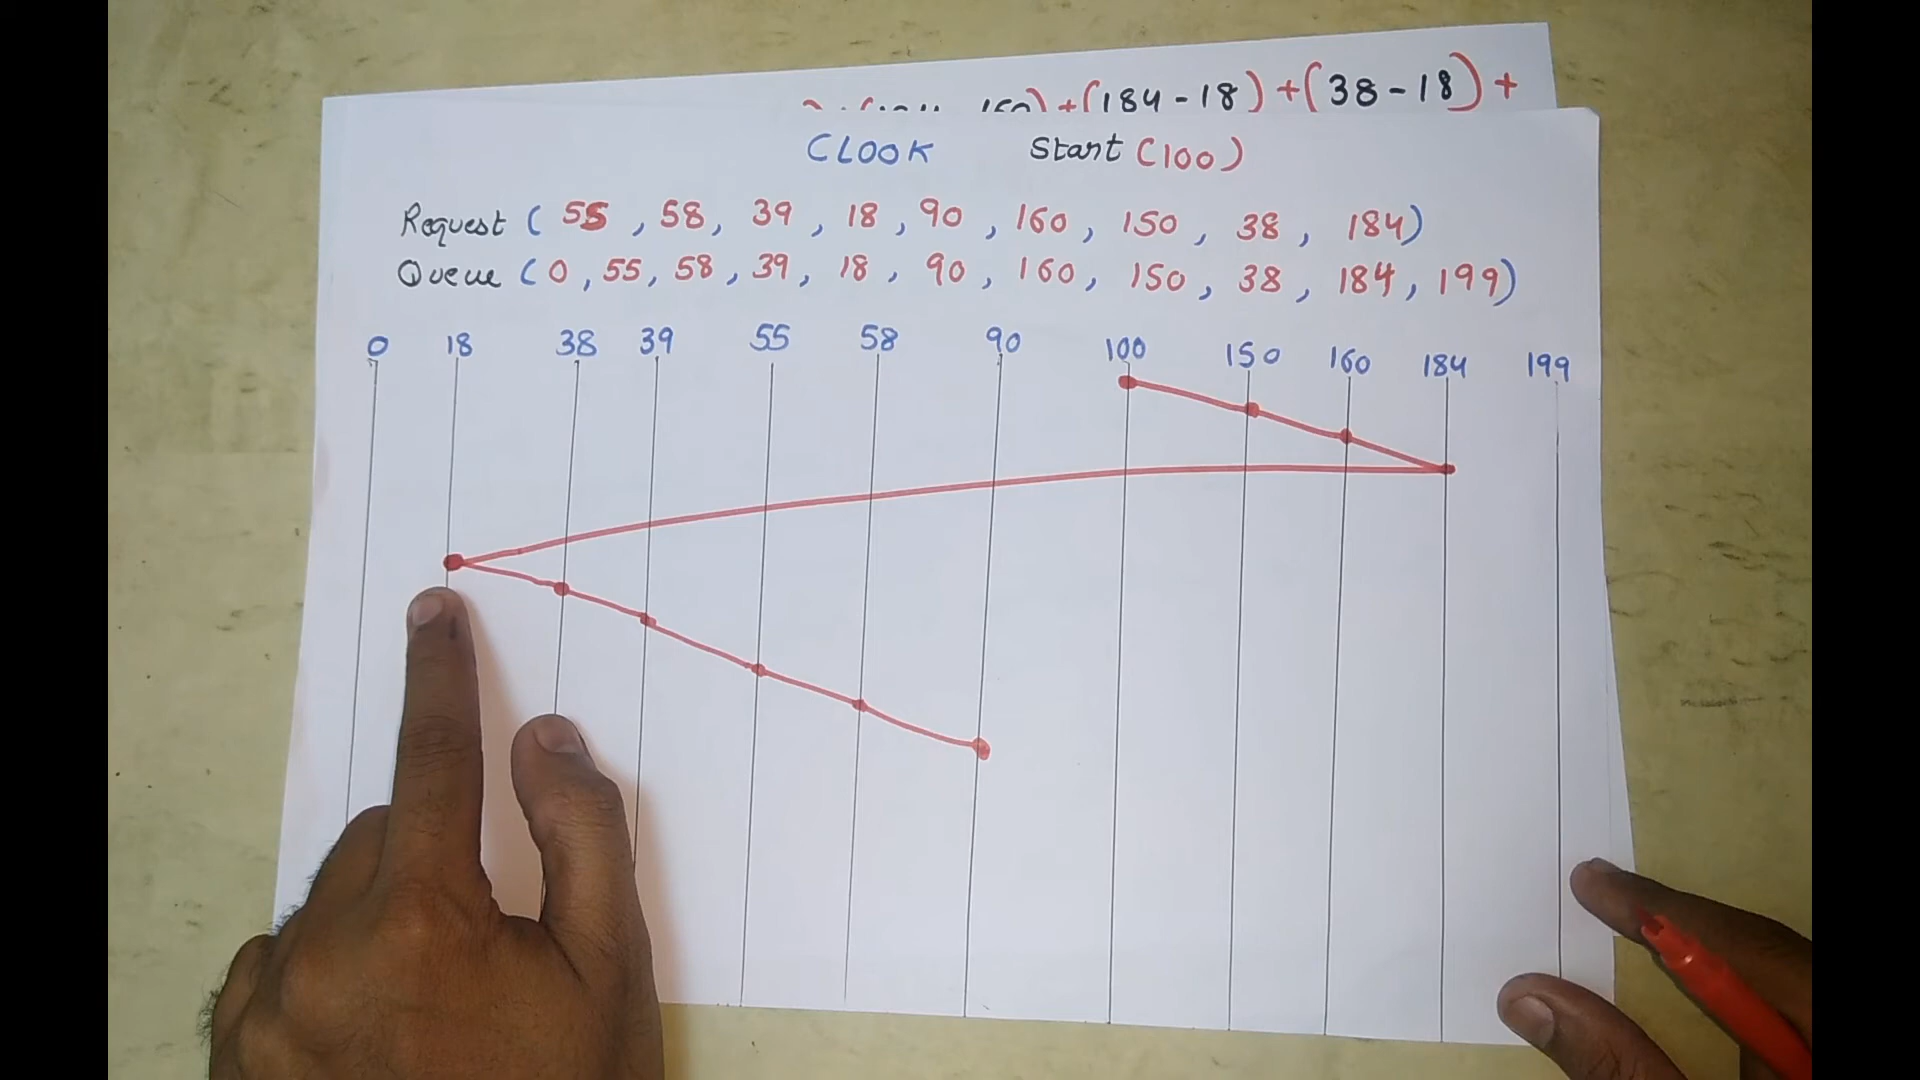 160) + (184 - 18) + (38 - 18) +
CLOOK Start (100)
Request ( 55 , 58 , 39 , 18 , 90 , 160 , 150 , 38 , 184)
Queue ( 0 , 55 , 58 , 39 , 18 , 90 , 160 , 150 , 38 , 184 , 199)
0 18 38 39 55 58 90 100 150 160 184 199